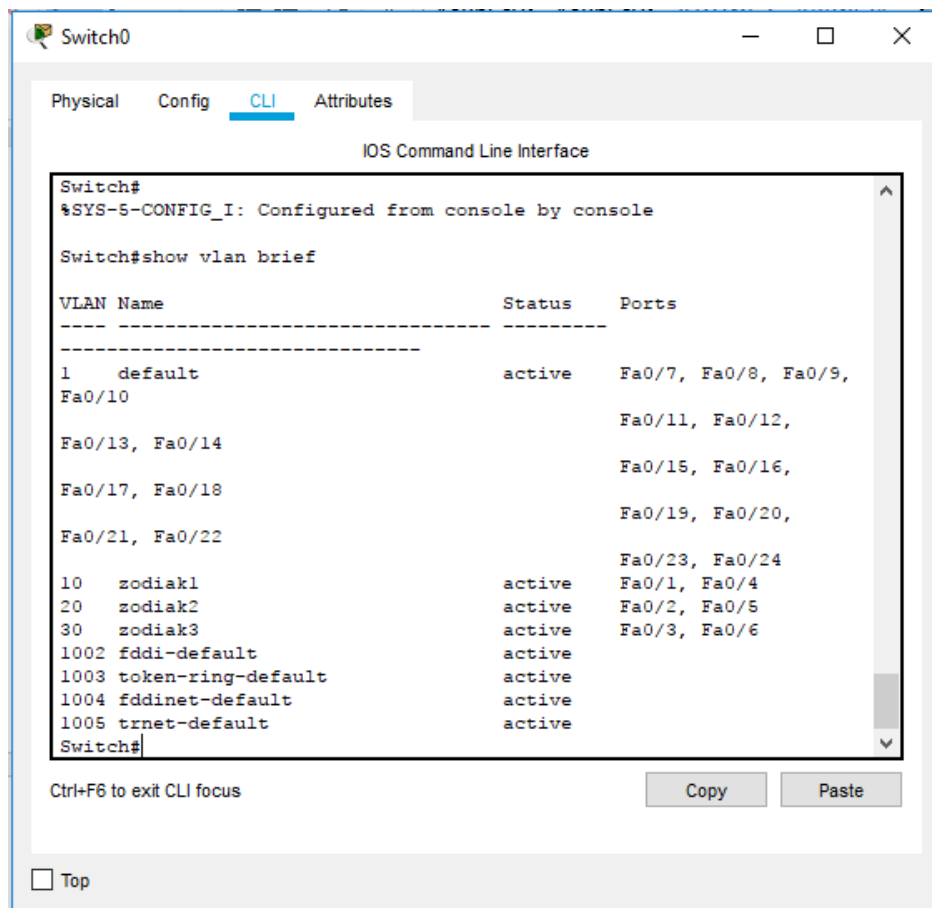 Switch0
Physical Config CLI Attributes
IOS Command Line Interface
Switch#
%SYS-5-CONFIG_I: Configured from console by console
Switch#show vlan brief
VLAN Name                             Status    Ports
---- -------------------------------- ---------
-------------------------------
1    default                          active    Fa0/7, Fa0/8, Fa0/9,
Fa0/10
                                                Fa0/11, Fa0/12,
Fa0/13, Fa0/14
                                                Fa0/15, Fa0/16,
Fa0/17, Fa0/18
                                                Fa0/19, Fa0/20,
Fa0/21, Fa0/22
                                                Fa0/23, Fa0/24
10   zodiak1                          active    Fa0/1, Fa0/4
20   zodiak2                          active    Fa0/2, Fa0/5
30   zodiak3                          active    Fa0/3, Fa0/6
1002 fddi-default                     active
1003 token-ring-default               active
1004 fddinet-default                  active
1005 trnet-default                    active
Switch#
Ctrl+F6 to exit CLI focus Copy Paste
Top